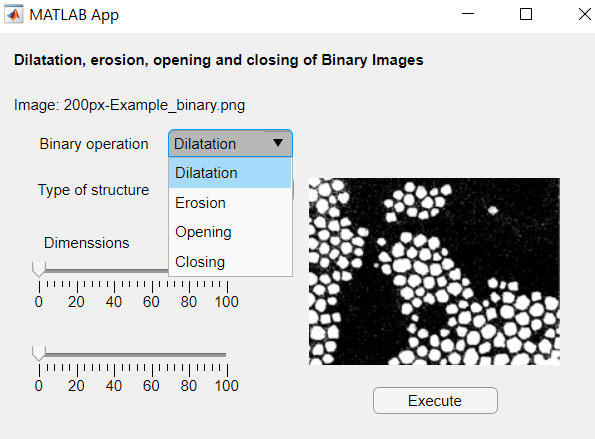 MATLAB App
Dilatation, erosion, opening and closing of Binary Images
Image: 200px-Example_binary.png
Binary operation Dilatation
Dilatation
Type of structure
Erosion
Opening
Dimenssions
Closing
0 20 40 60 80 100
0 20 40 60 80 100
Execute